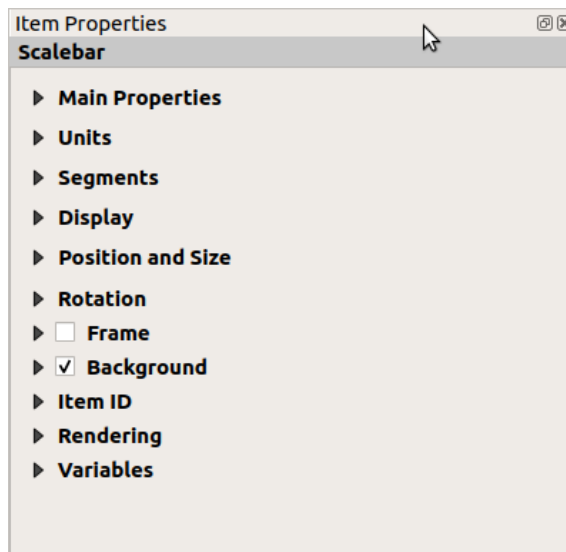 Item Properties
Scalebar
Main Properties
Units
Segments
Display
Position and Size
Rotation
Frame
Background
Item ID
Rendering
Variables